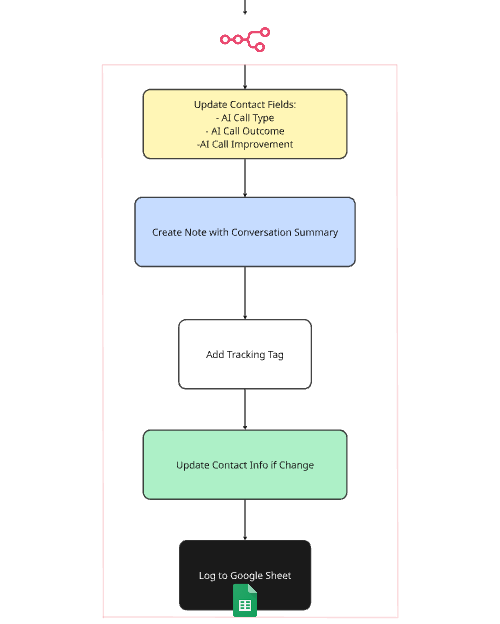 Update Contact Fields:
- AI Call Type
- AI Call Outcome
-AI Call Improvement
Create Note with Conversation Summary
Add Tracking Tag
Update Contact Info if Change
Log to Google Sheet